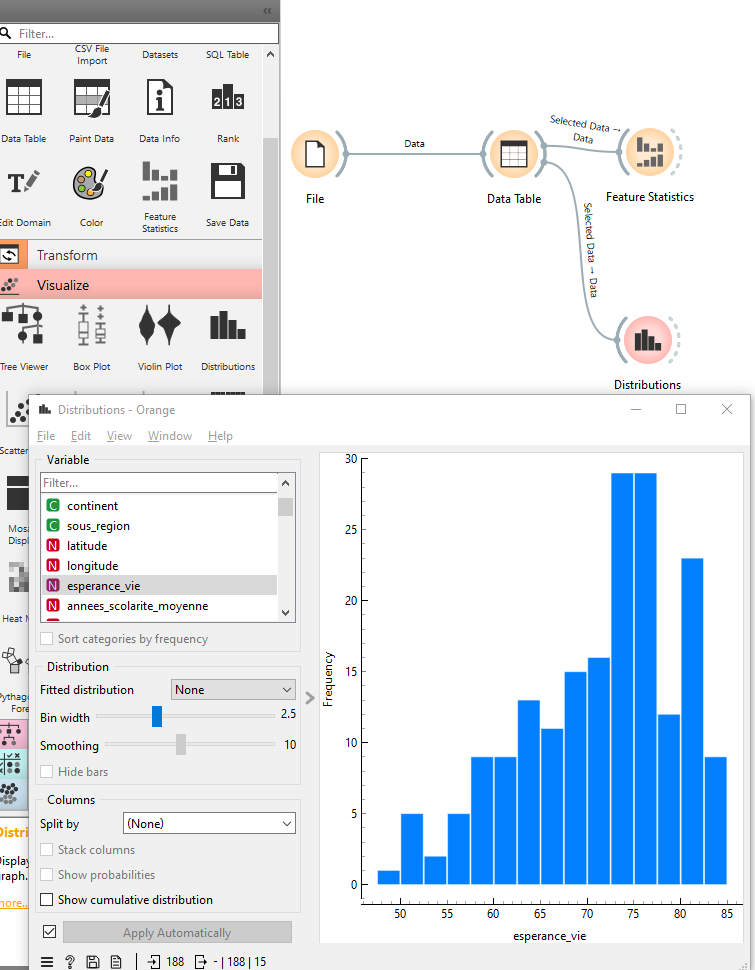 «
Filter...
File CSV File Import Datasets SQL Table
Data Table Paint Data Data Info Rank
213
Edit Domain Color Feature Statistics Save Data
Transform
Visualize
Tree Viewer Box Plot Violin Plot Distributions
Data
Selected Data → Data
Selected Data → Data
File
Data Table
Feature Statistics
Distributions
Scatter
Mosa
Displ
Heat M
Pythag
Fore
Distri
Display
graph.
more..
Distributions - Orange
File Edit View Window Help
Variable
Filter...
C continent
C sous_region
N latitude
N longitude
N esperance_vie
N annees_scolarite_moyenne
Sort categories by frequency
Distribution
Fitted distribution None
Bin width 2.5
Smoothing 10
Hide bars
Columns
Split by (None)
Stack columns
Show probabilities
Show cumulative distribution
Apply Automatically
? 188 - | 188 | 15
Frequency
30
25
20
15
10
5
0
50 55 60 65 70 75 80 85
esperance_vie